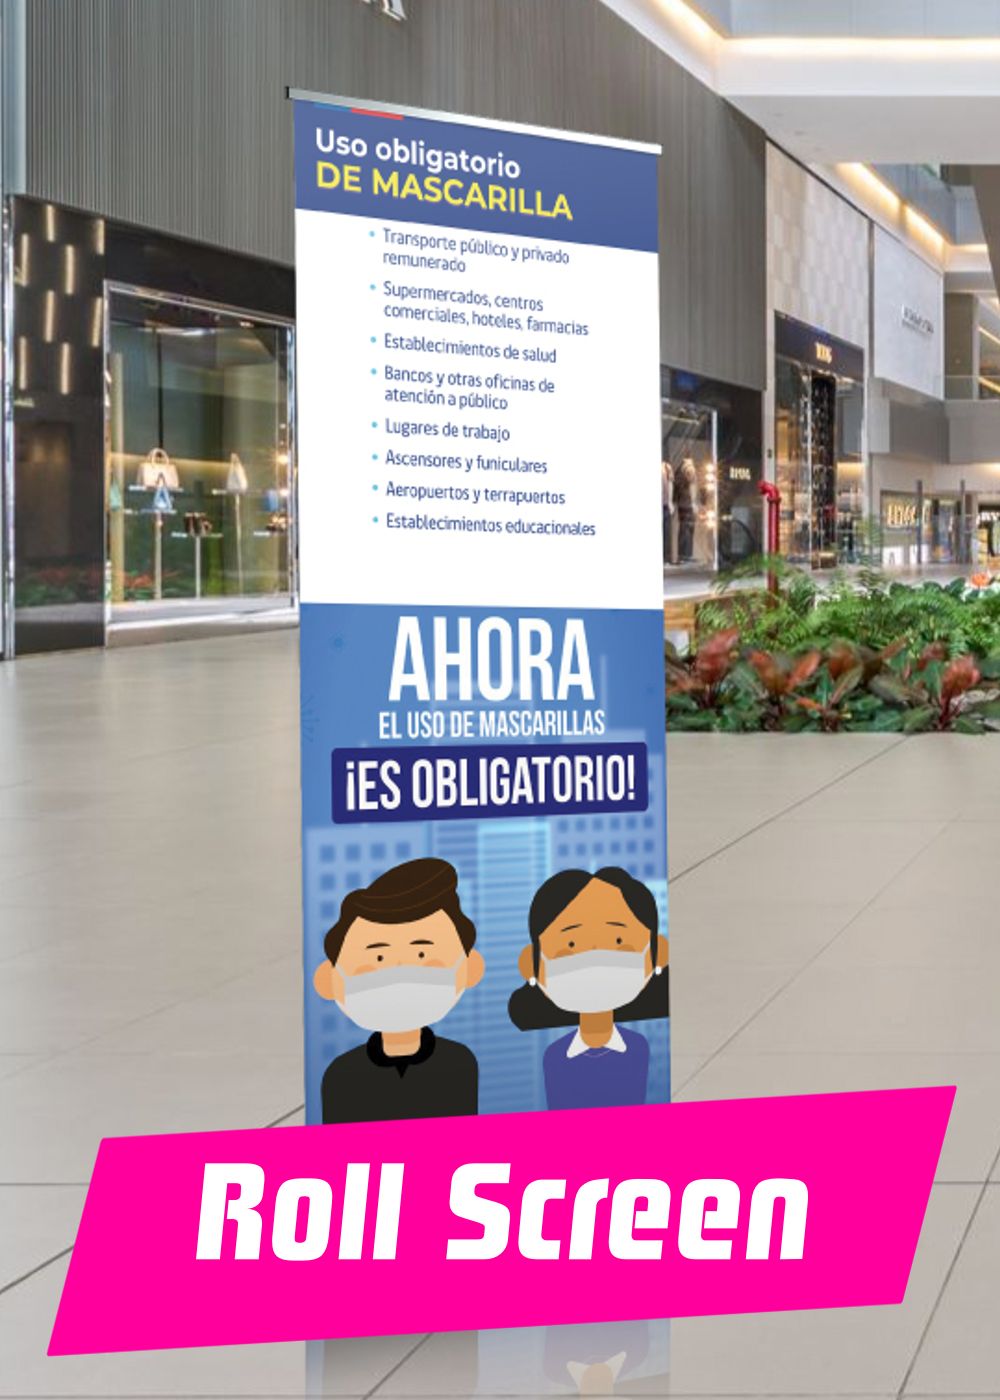 Uso obligatorio
DE MASCARILLA
Transporte público y privado
remunerado
Supermercados, centros
comerciales, hoteles, farmacias
Establecimientos de salud
Bancos y otras oficinas de
atención a público
Lugares de trabajo
Ascensores y funiculares
Aeropuertos y terrapuertos
Establecimientos educacionales
AHORA
EL USO DE MASCARILLAS
¡ES OBLIGATORIO!
Roll Screen